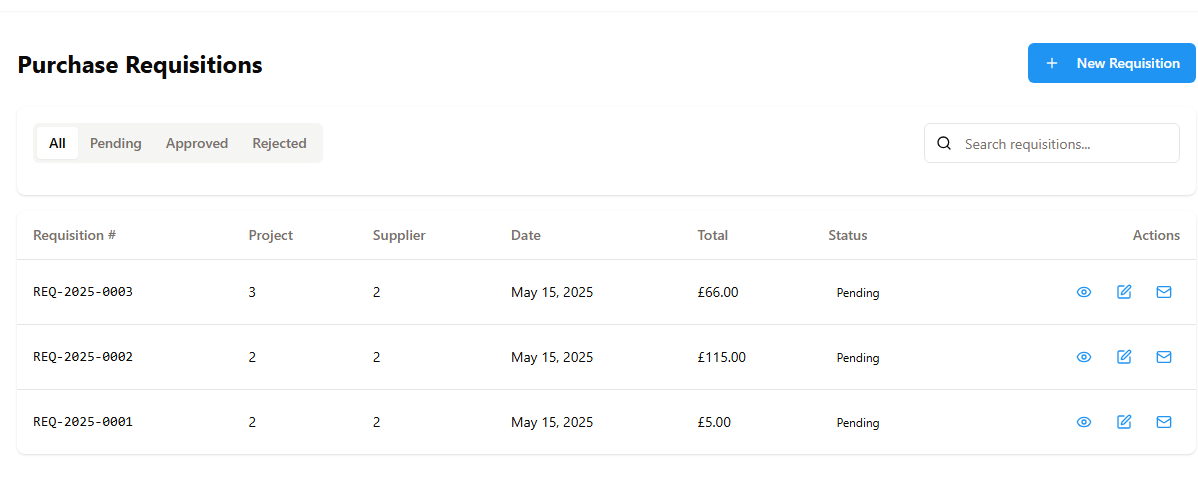 Purchase Requisitions
New Requisition
All Pending Approved Rejected
Search requisitions...
Requisition # Project Supplier Date Total Status Actions
REQ-2025-0003 3 2 May 15, 2025 £66.00 Pending
REQ-2025-0002 2 2 May 15, 2025 £115.00 Pending
REQ-2025-0001 2 2 May 15, 2025 £5.00 Pending